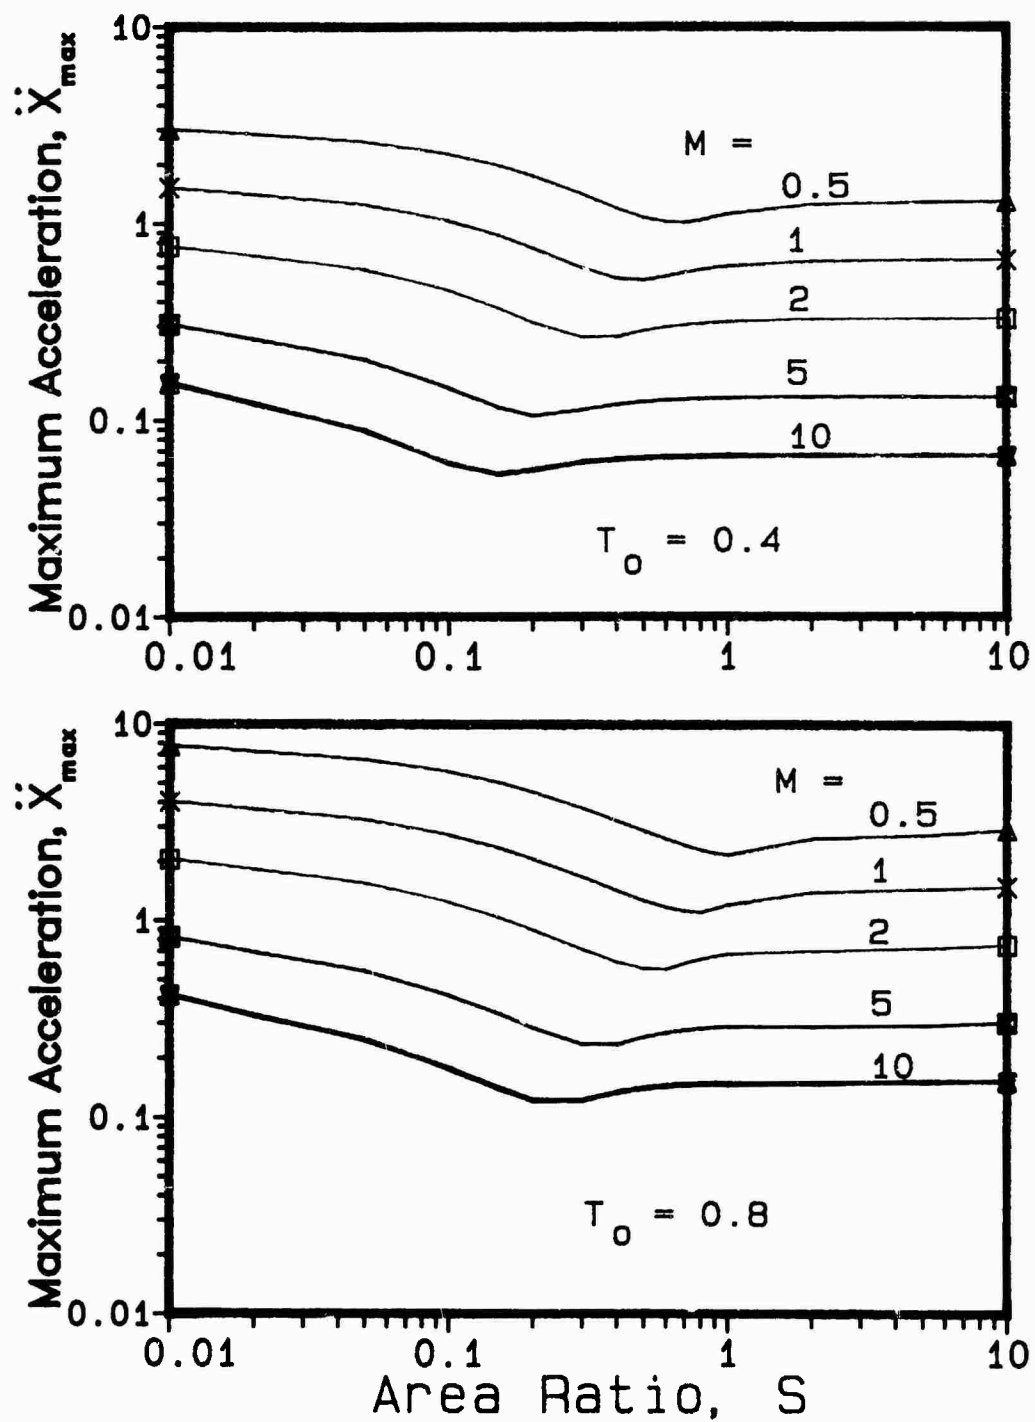 Maximum Acceleration, Ẍmax
10
1
0.1
0.01
M =
0.5
1
2
5
10
To = 0.4
0.01 0.1 1 10
Maximum Acceleration, Ẍmax
10
1
0.1
0.01
M =
0.5
1
2
5
10
To = 0.8
0.01 0.1 1 10
Area Ratio, S